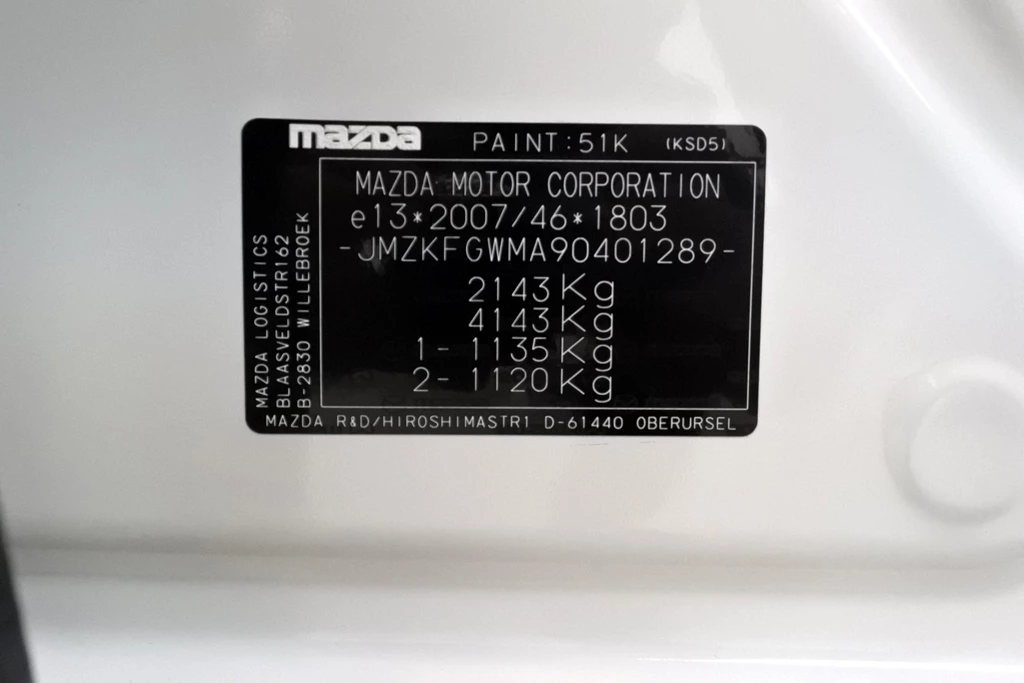 mazda PAINT:51K (KSD5)
MAZDA MOTOR CORPORATION
e13*2007/46*1803
-JMZKFGWMA90401289-
2143Kg
4143Kg
1-1135Kg
2-1120Kg
MAZDA LOGISTICS
BLAASVELDSTR162
B-2830 WILLEBROEK
MAZDA R&D/HIROSHIMASTR1 D-61440 OBERURSEL